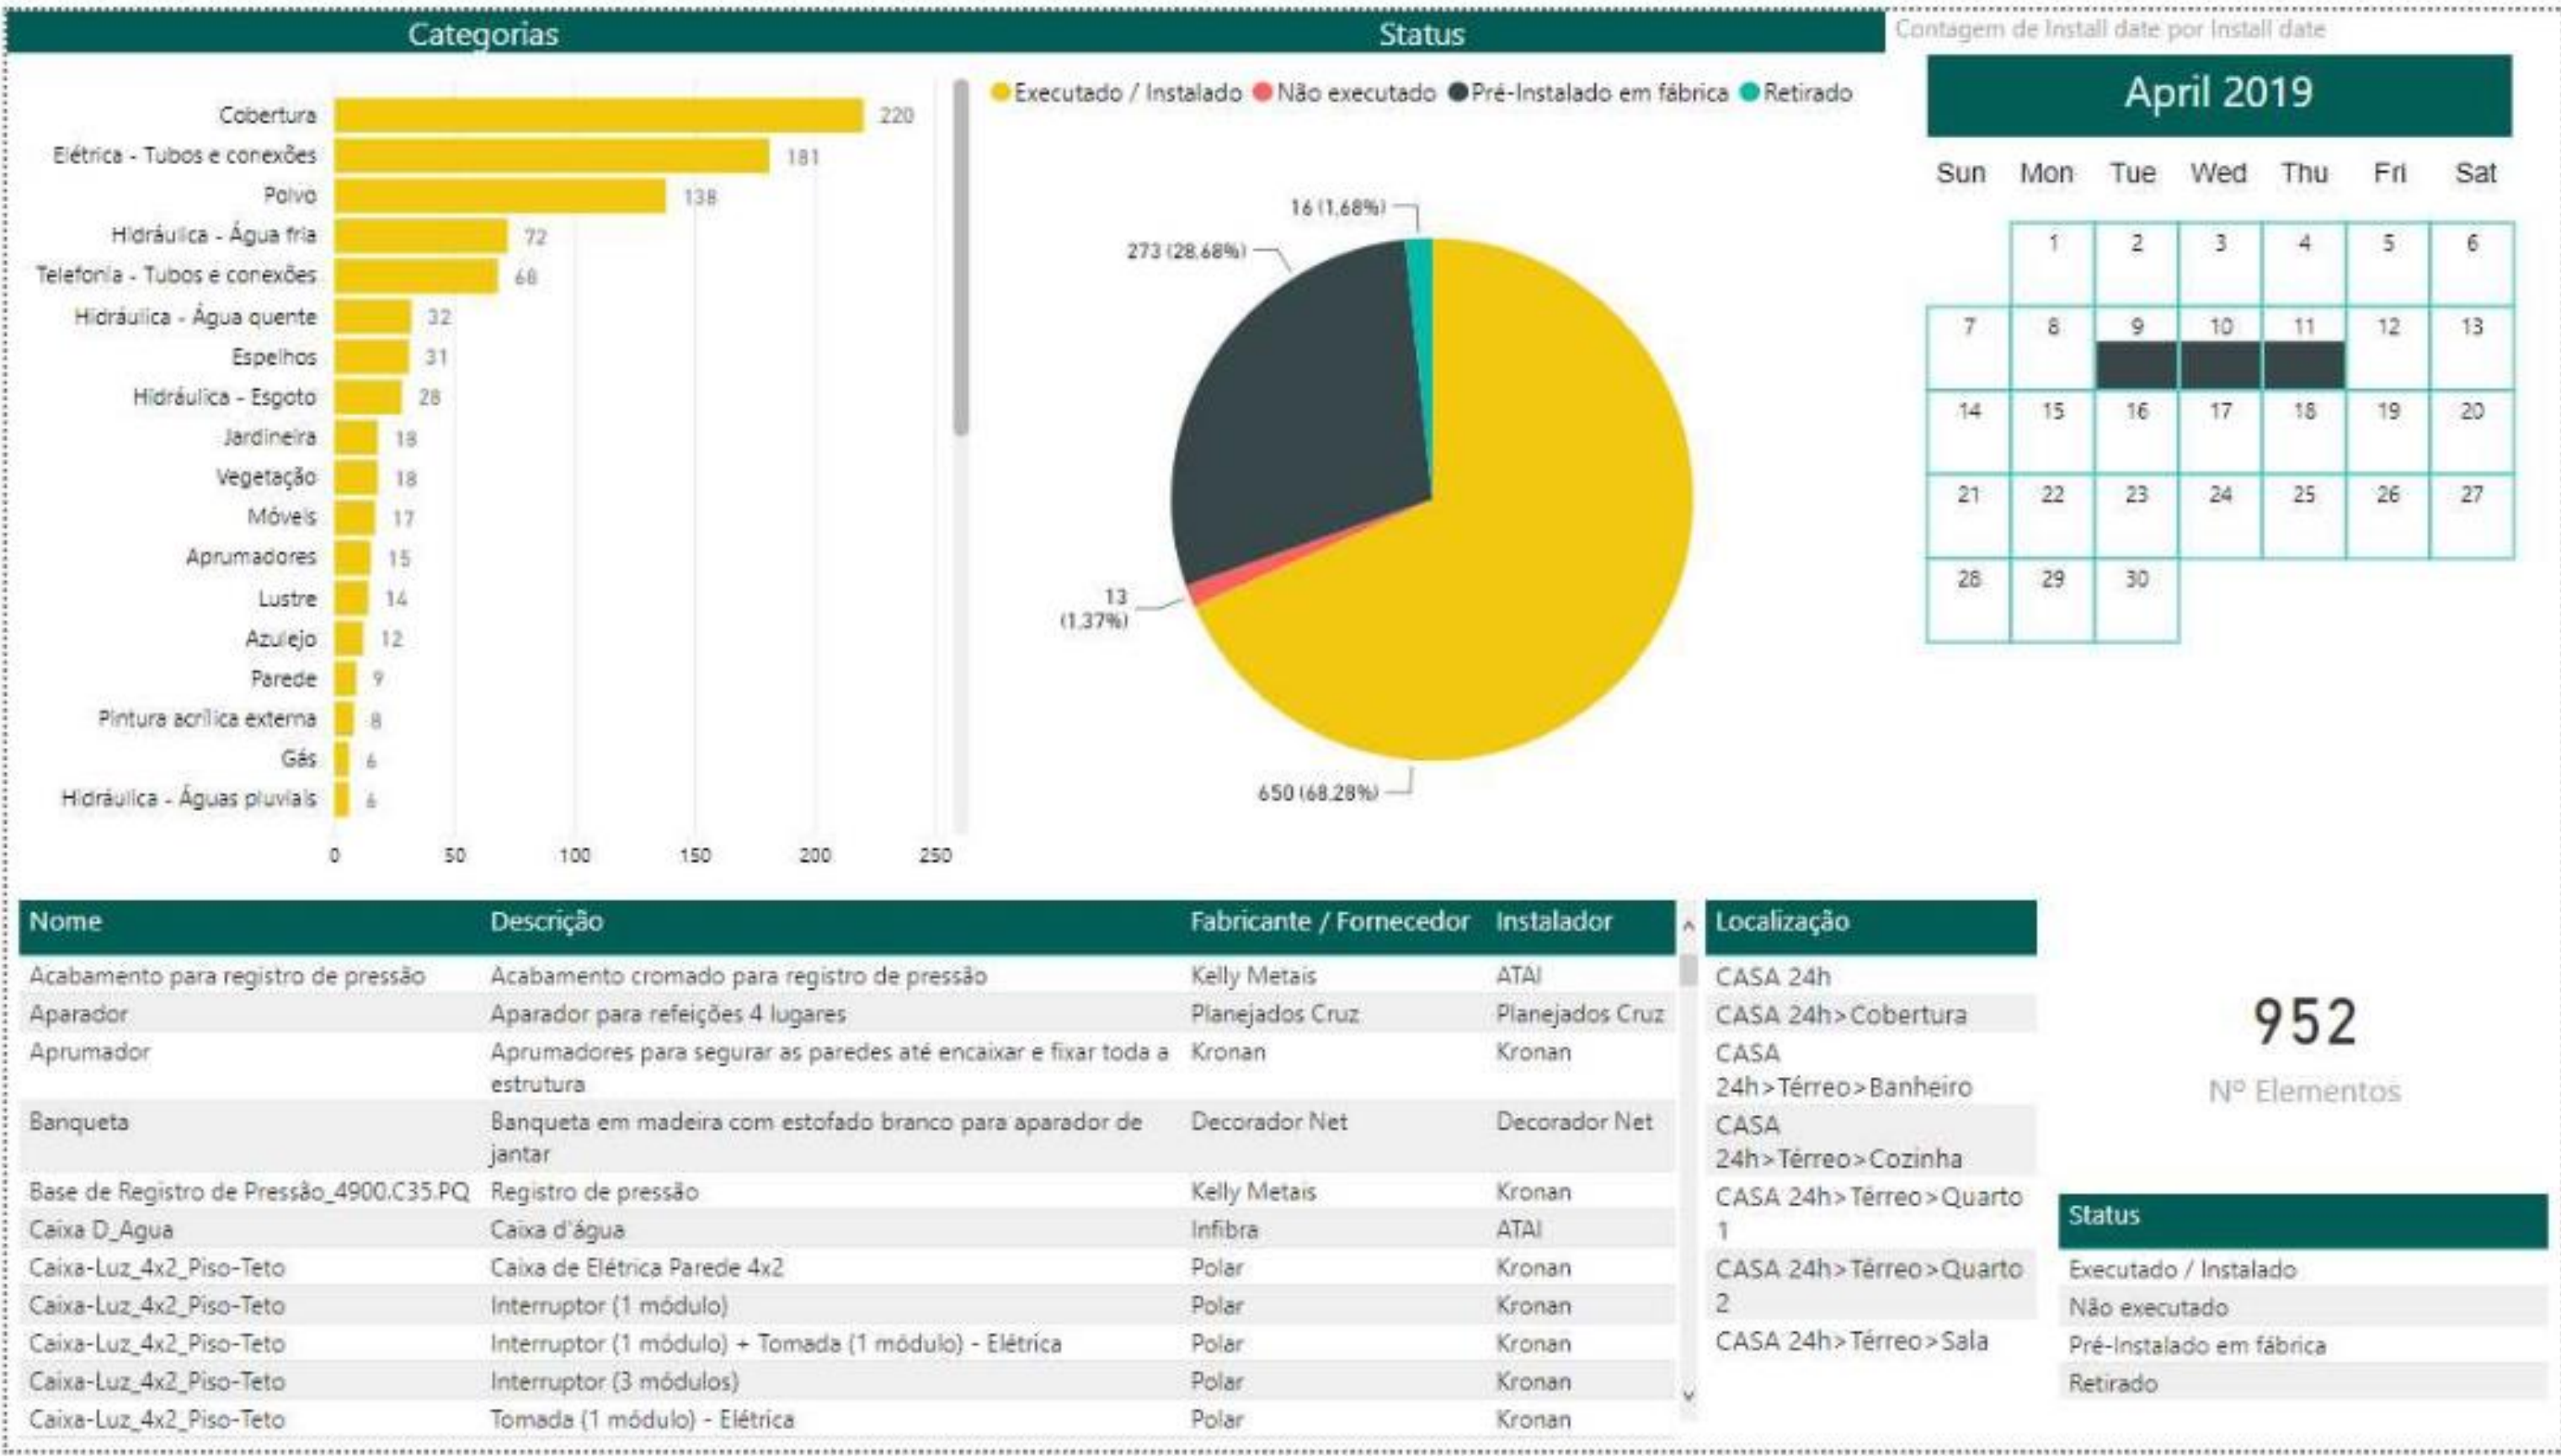 Categorias
Cobertura 220
Elétrica - Tubos e conexões 181
Polvo 138
Hidráulica - Água fria 72
Telefonia - Tubos e conexões 68
Hidráulica - Água quente 32
Espelhos 31
Hidráulica - Esgoto 28
Jardineira 18
Vegetação 18
Móveis 17
Aprumadores 15
Lustre 14
Azulejo 12
Parede 9
Pintura acrílica externa 8
Gás 6
Hidráulica - Águas pluviais 6
0 50 100 150 200 250
Status
Executado / Instalado Não executado Pré-Instalado em fábrica Retirado
16 (1,68%)
273 (28,68%)
13
(1,37%)
650 (68,28%)
Contagem de Install date por Install date
April 2019
Sun Mon Tue Wed Thu Fri Sat
1 2 3 4 5 6
7 8 9 10 11 12 13
14 15 16 17 18 19 20
21 22 23 24 25 26 27
28 29 30
Nome Descrição Fabricante / Fornecedor Instalador
Acabamento para registro de pressão Acabamento cromado para registro de pressão Kelly Metais ATAI
Aparador Aparador para refeições 4 lugares Planejados Cruz Planejados Cruz
Aprumador Aprumadores para segurar as paredes até encaixar e fixar toda a Kronan Kronan
estrutura
Banqueta Banqueta em madeira com estofado branco para aparador de Decorador Net Decorador Net
jantar
Base de Registro de Pressão_4900.C35.PQ Registro de pressão Kelly Metais Kronan
Caixa D_Agua Caixa d'água Infibra ATAI
Caixa-Luz_4x2_Piso-Teto Caixa de Elétrica Parede 4x2 Polar Kronan
Caixa-Luz_4x2_Piso-Teto Interruptor (1 módulo) Polar Kronan
Caixa-Luz_4x2_Piso-Teto Interruptor (1 módulo) + Tomada (1 módulo) - Elétrica Polar Kronan
Caixa-Luz_4x2_Piso-Teto Interruptor (3 módulos) Polar Kronan
Caixa-Luz_4x2_Piso-Teto Tomada (1 módulo) - Elétrica Polar Kronan
Localização
CASA 24h
CASA 24h>Cobertura
CASA
24h>Térreo>Banheiro
CASA
24h>Térreo>Cozinha
CASA 24h>Térreo>Quarto
1
CASA 24h>Térreo>Quarto
2
CASA 24h>Térreo>Sala
952
Nº Elementos
Status
Executado / Instalado
Não executado
Pré-Instalado em fábrica
Retirado